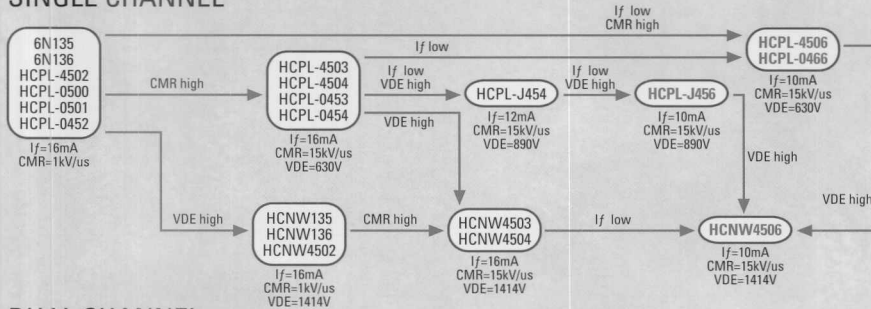 SINGLE CHANNEL
6N135
6N136
HCPL-4502
HCPL-0500
HCPL-0501
HCPL-0452
If=16mA
CMR=1kV/us
CMR high
VDE high
HCPL-4503
HCPL-4504
HCPL-0453
HCPL-0454
If=16mA
CMR=15kV/us
VDE=630V
If low
CMR high
If low
If low
VDE high
VDE high
HCPL-J454
If=12mA
CMR=15kV/us
VDE=890V
If low
VDE high
HCPL-J456
If=10mA
CMR=15kV/us
VDE=890V
HCPL-4506
HCPL-0466
If=10mA
CMR=15kV/us
VDE=630V
VDE high
VDE high
HCNW135
HCNW136
HCNW4502
If=16mA
CMR=1kV/us
VDE=1414V
CMR high
HCNW4503
HCNW4504
If=16mA
CMR=15kV/us
VDE=1414V
If low
HCNW4506
If=10mA
CMR=15kV/us
VDE=1414V
DUAL CHANNEL